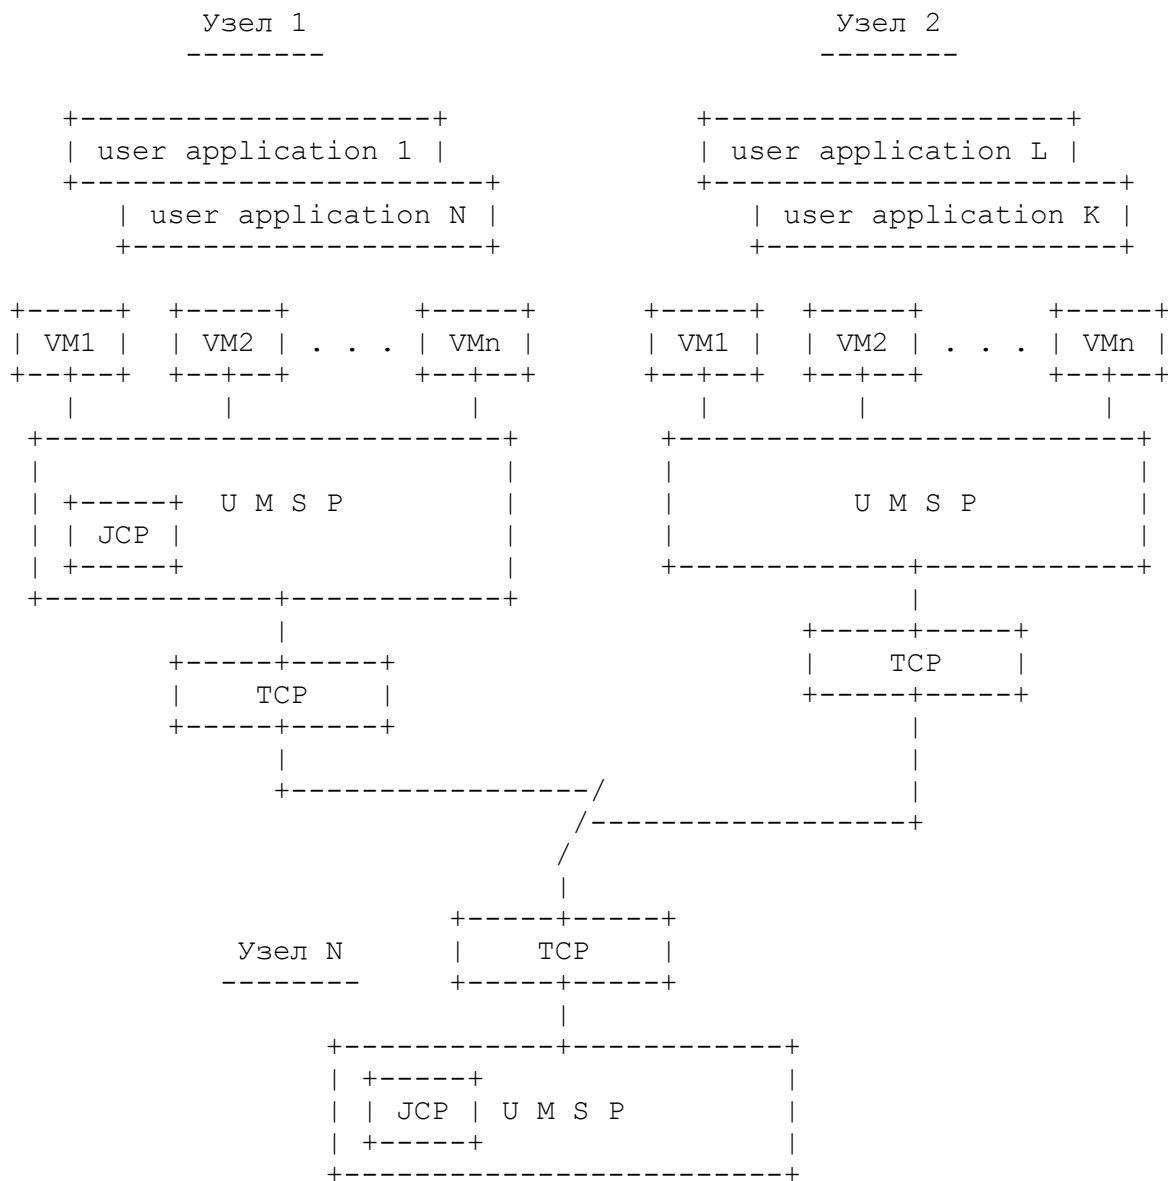 Узел 1 Узел 2
user application 1 user application L
user application N user application K
VM1 VM2 . . . VMn VM1 VM2 . . . VMn
U M S P U M S P
JCP
TCP
TCP
TCP
Узел N
JCP U M S P